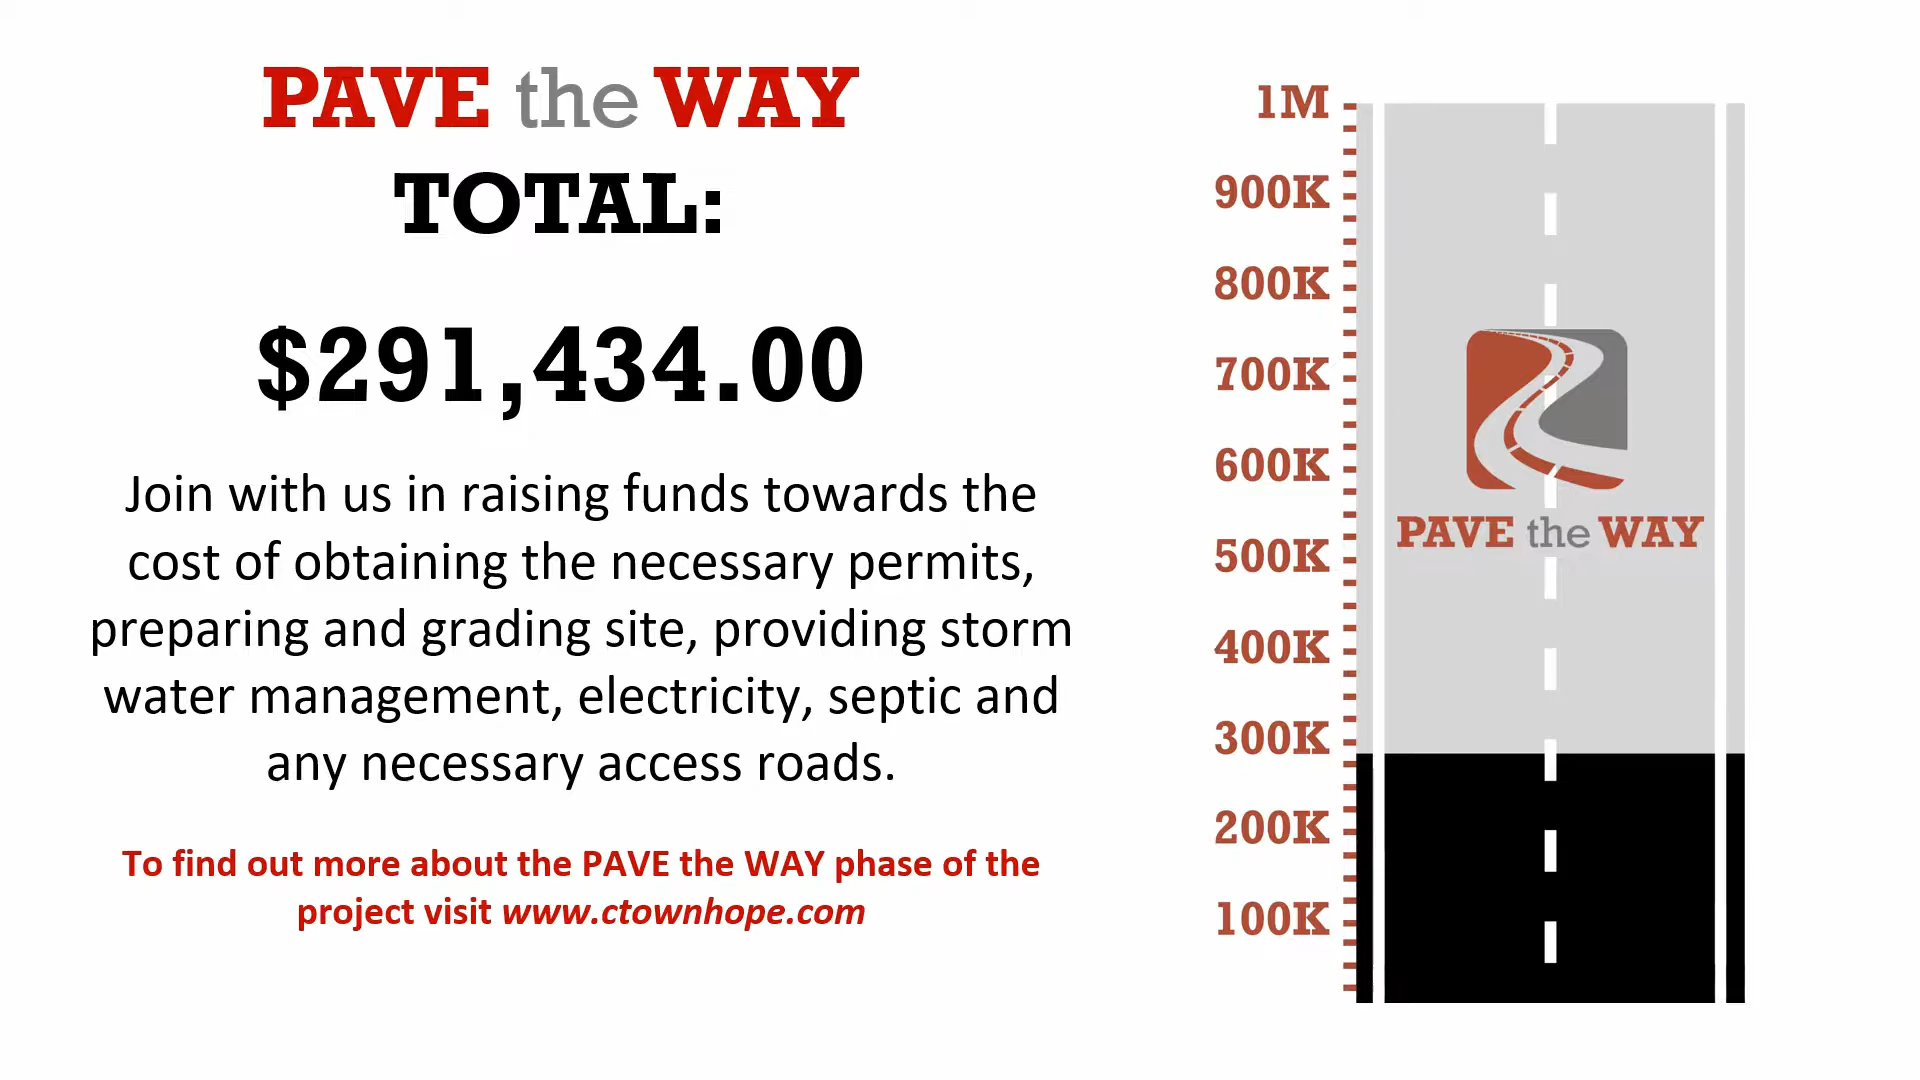 PAVE the WAY
TOTAL:
$291,434.00
Join with us in raising funds towards the
cost of obtaining the necessary permits,
preparing and grading site, providing storm
water management, electricity, septic and
any necessary access roads.
To find out more about the PAVE the WAY phase of the
project visit www.ctownhope.com
1M
900K
800K
700K
600K
500K
400K
300K
200K
100K
PAVE the WAY